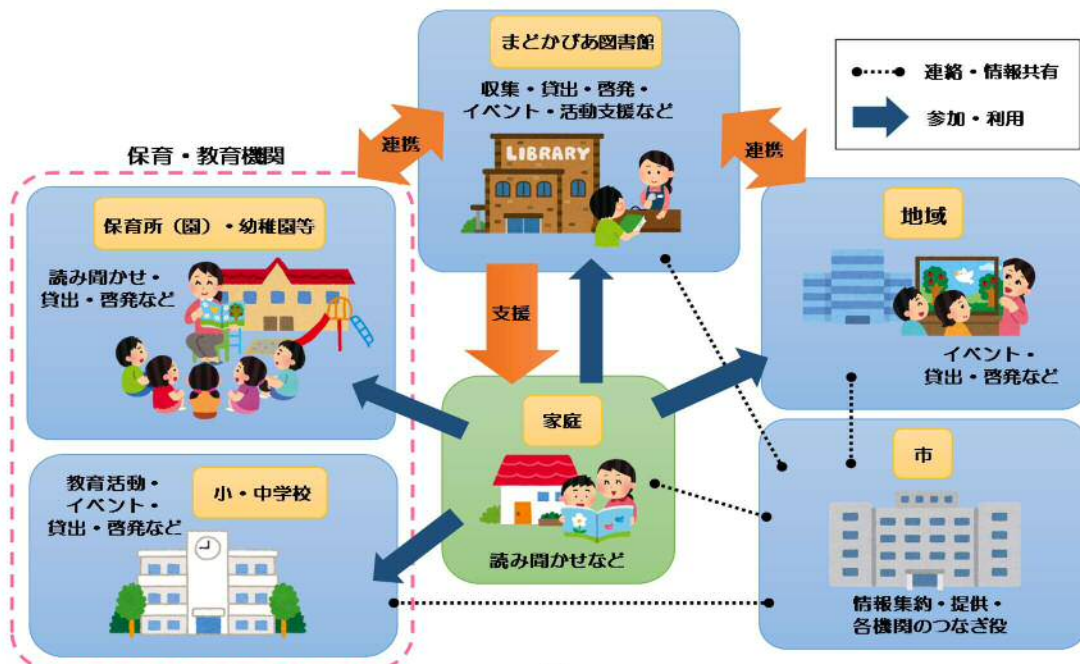 まどかぴあ図書館
収集・貸出・啓発・
イベント・活動支援など
LIBRARY
連携
連携
連絡・情報共有
参加・利用
保育・教育機関
保育所（園）・幼稚園等
読み聞かせ・
貸出・啓発など
地域
イベント・
貸出・啓発など
支援
家庭
読み聞かせなど
小・中学校
教育活動・
イベント・
貸出・啓発など
市
情報集約・提供・
各機関のつなぎ役